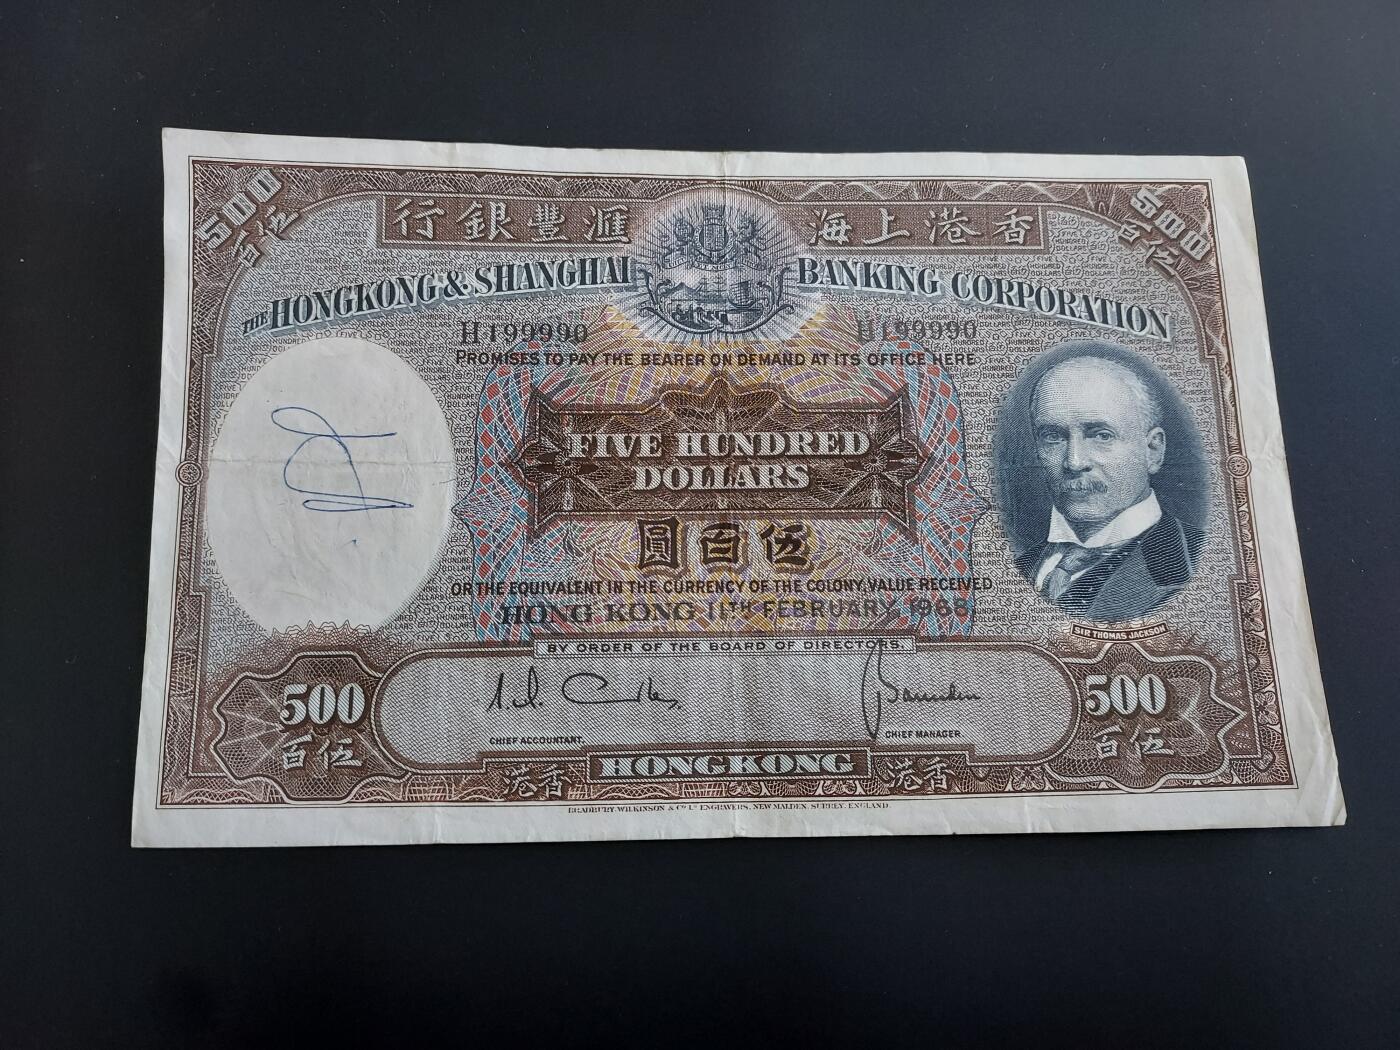 500
伍百
500
伍百
香港上海滙豐銀行
THE HONGKONG & SHANGHAI BANKING CORPORATION
H199990 H199990
PROMISES TO PAY THE BEARER ON DEMAND AT ITS OFFICE HERE
FIVE HUNDRED
DOLLARS
伍百圓
OR THE EQUIVALENT IN THE CURRENCY OF THE COLONY, VALUE RECEIVED
HONG KONG 11TH FEBRUARY 1968.
SIR THOMAS JACKSON
BY ORDER OF THE BOARD OF DIRECTORS.
500
伍百
500
伍百
CHIEF ACCOUNTANT.
CHIEF MANAGER.
香港 HONGKONG 香港
BRADBURY, WILKINSON & Co. Ld. ENGRAVERS, NEW MALDEN, SURREY, ENGLAND.